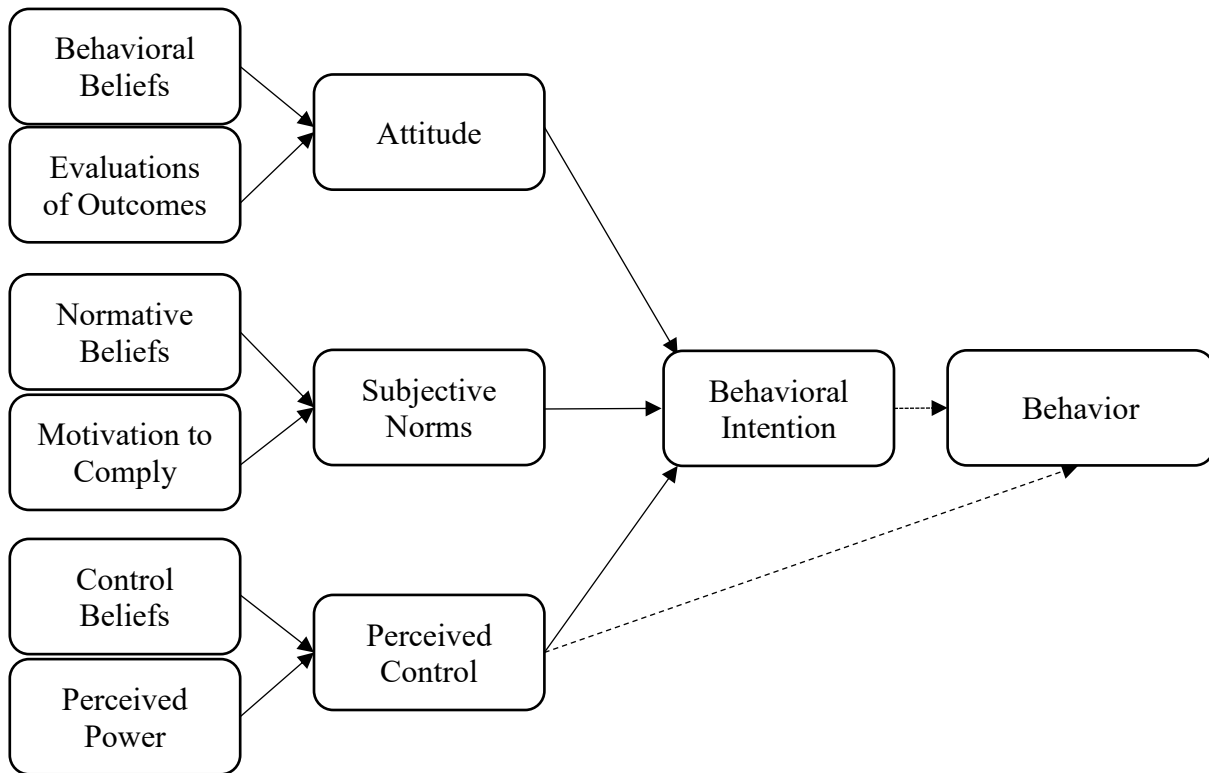 Behavioral
Beliefs
Evaluations
of Outcomes
Attitude
Normative
Beliefs
Motivation to
Comply
Subjective
Norms
Behavioral
Intention
Behavior
Control
Beliefs
Perceived
Power
Perceived
Control